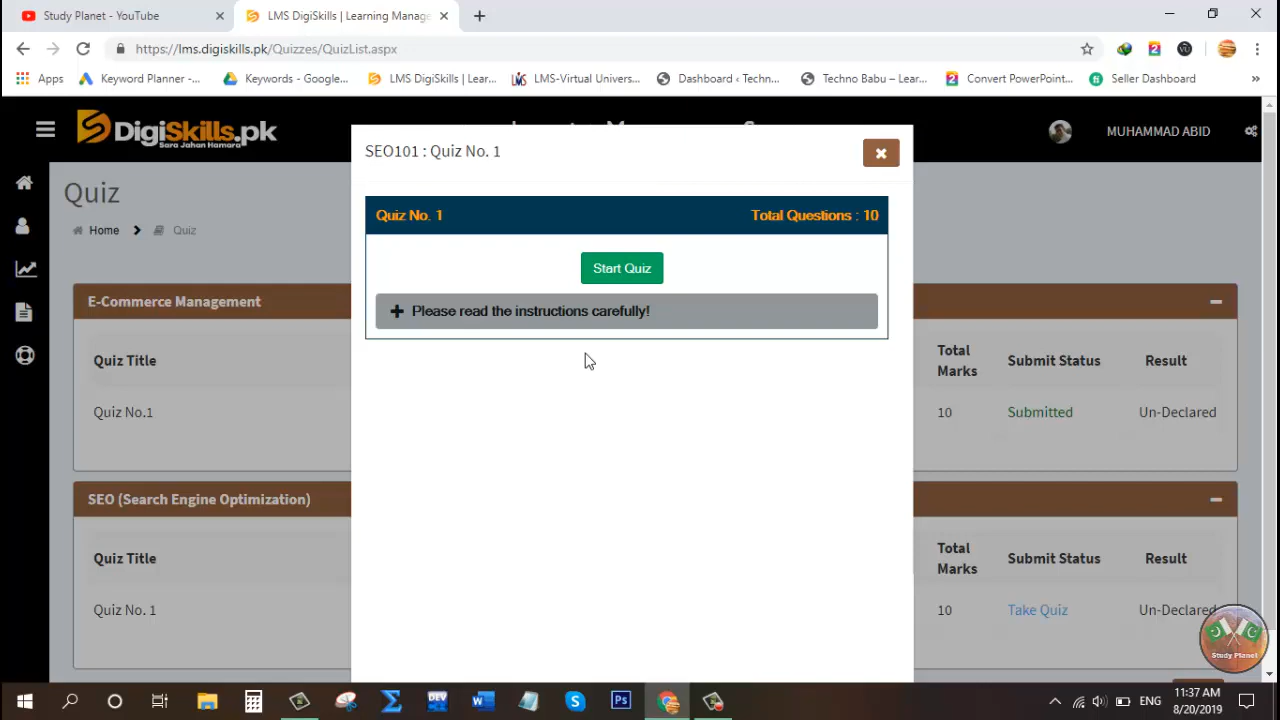 Study Planet - YouTube
LMS DigiSkills | Learning Manage
https://lms.digiskills.pk/Quizzes/QuizList.aspx
Apps
Keyword Planner -...
Keywords - Google...
LMS DigiSkills | Lear...
LMS-Virtual Univers...
Dashboard ‹ Techn...
Techno Babu – Lear...
Convert PowerPoint...
Seller Dashboard
»
DigiSkills.pk
Sara Jahan Hamara
MUHAMMAD ABID
SEO101 : Quiz No. 1
Quiz
Home
Quiz
Quiz No. 1
Total Questions : 10
Start Quiz
Please read the instructions carefully!
E-Commerce Management
Quiz Title
Total Marks
Submit Status
Result
Quiz No.1
10
Submitted
Un-Declared
SEO (Search Engine Optimization)
Quiz Title
Total Marks
Submit Status
Result
Quiz No. 1
10
Take Quiz
Un-Declared
Study Planet
DEV
Ps
ENG
11:37 AM
8/20/2019